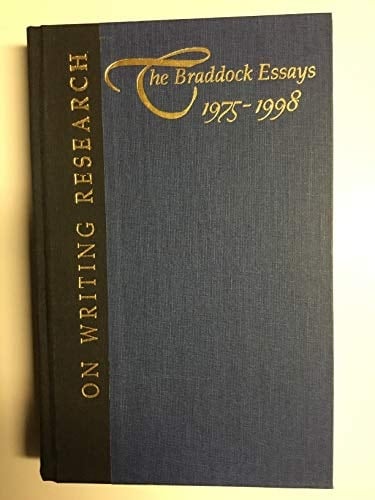 The Braddock Essays
1975-1998
ON WRITING RESEARCH